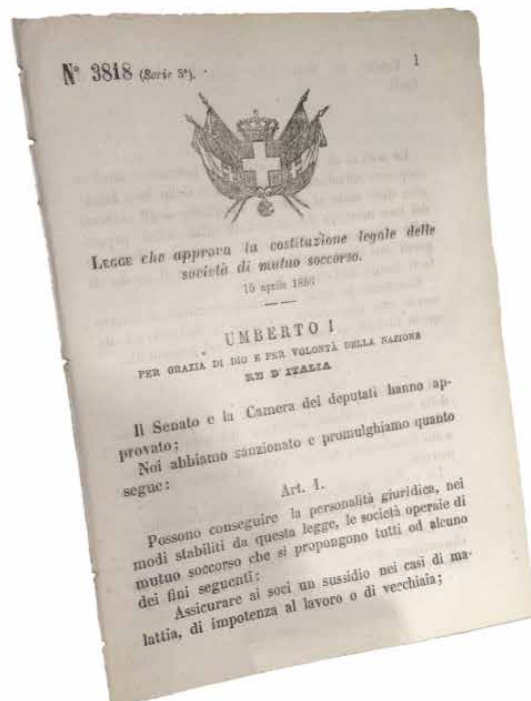 N° 3818 (Serie 3ª).
1
LEGGE che approva la costituzione legale delle
società di mutuo soccorso.
15 aprile 1886
UMBERTO I
PER GRAZIA DI DIO E PER VOLONTÀ DELLA NAZIONE
RE D'ITALIA
Il Senato e la Camera dei deputati hanno ap-
provato;
Noi abbiamo sanzionato e promulghiamo quanto
segue:
Art. I.
Possono conseguire la personalità giuridica, nei
modi stabiliti da questa legge, le società operaie di
mutuo soccorso che si propongono tutti od alcuno
dei fini seguenti:
Assicurare ai soci un sussidio nei casi di ma-
lattia, di impotenza al lavoro o di vecchiaia;